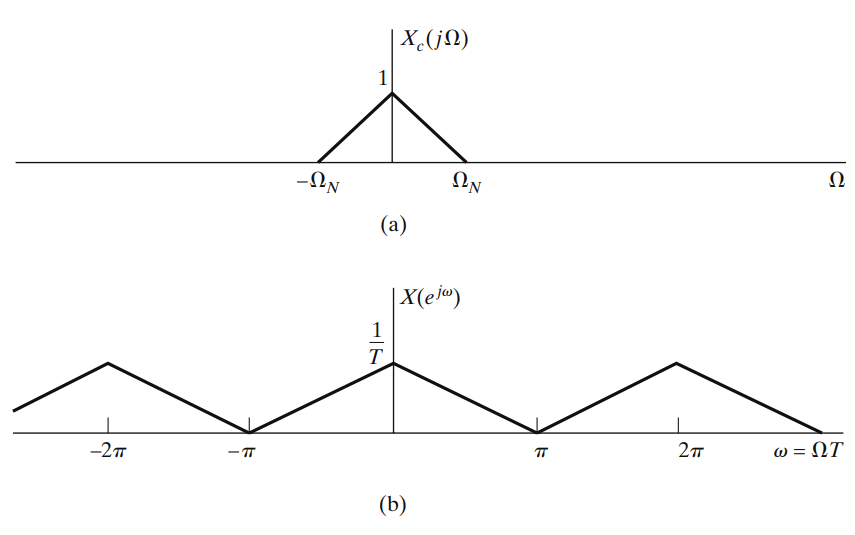 X_c(jΩ)
1
−Ω_N Ω_N Ω
(a)
X(e^{jω})
1/T
−2π −π π 2π ω = ΩT
(b)